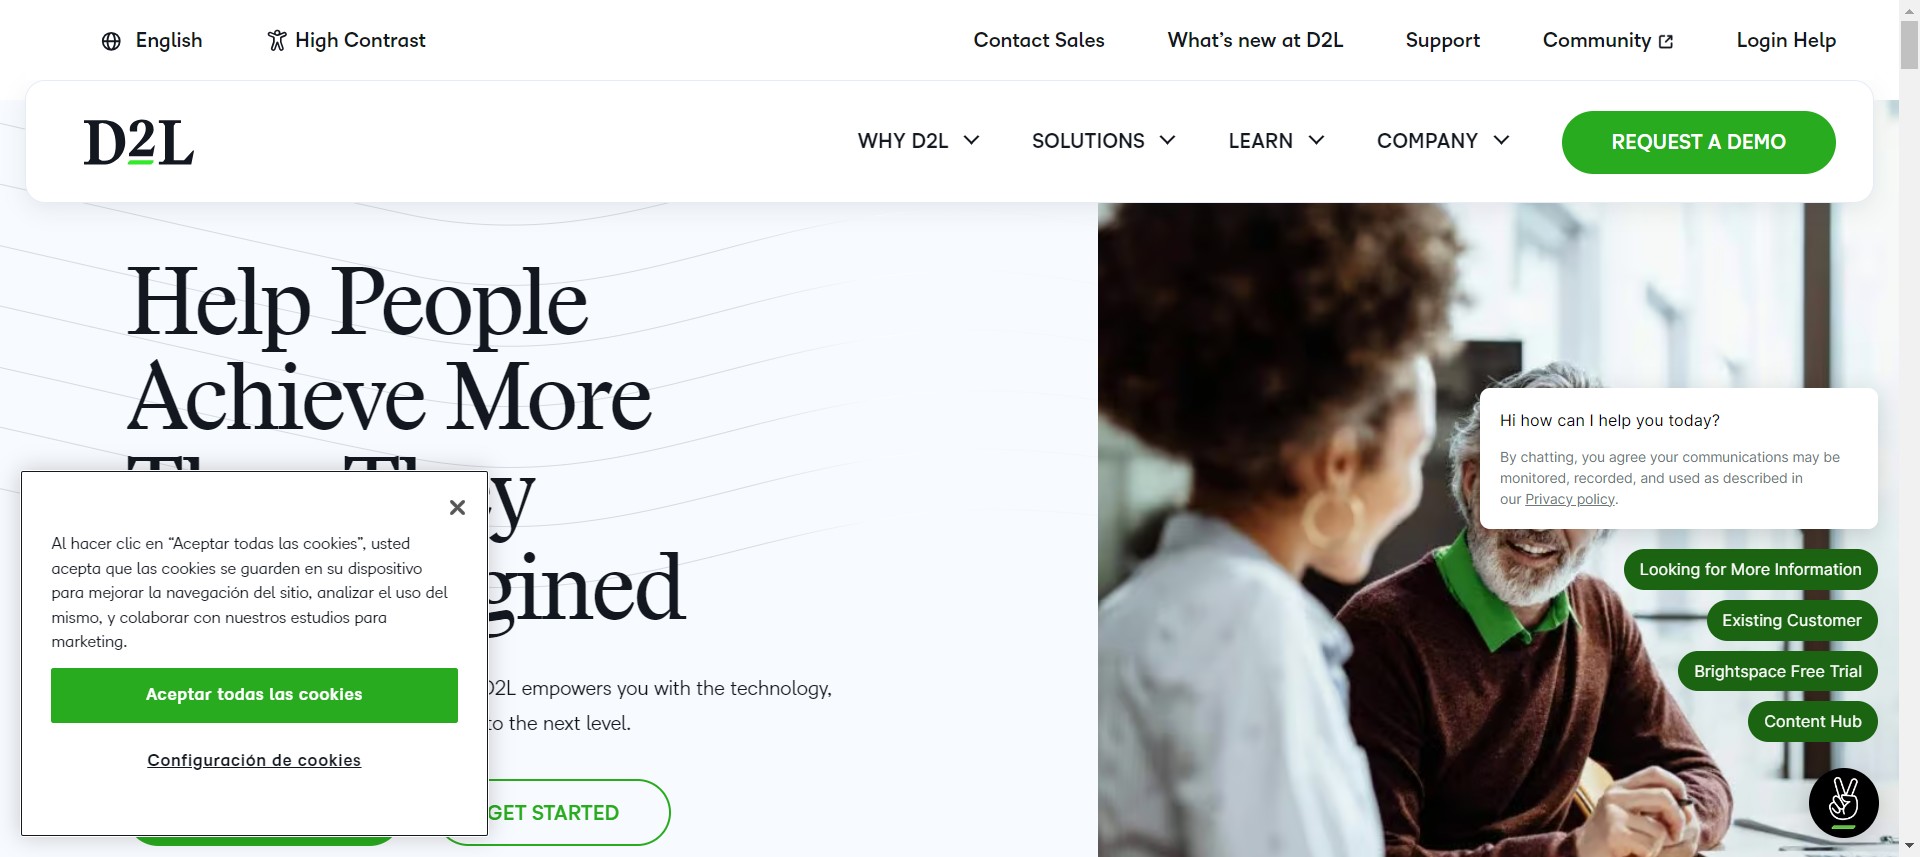 English
High Contrast
Contact Sales
What's new at D2L
Support
Community
Login Help
D2L
WHY D2L
SOLUTIONS
LEARN
COMPANY
REQUEST A DEMO
Help People
Achieve More
gined
Al hacer clic en “Aceptar todas las cookies”, usted
acepta que las cookies se guarden en su dispositivo
para mejorar la navegación del sitio, analizar el uso del
mismo, y colaborar con nuestros estudios para
marketing.
Aceptar todas las cookies
Configuración de cookies
D2L empowers you with the technology,
to the next level.
GET STARTED
Hi how can I help you today?
By chatting, you agree your communications may be
monitored, recorded, and used as described in
our Privacy policy.
Looking for More Information
Existing Customer
Brightspace Free Trial
Content Hub